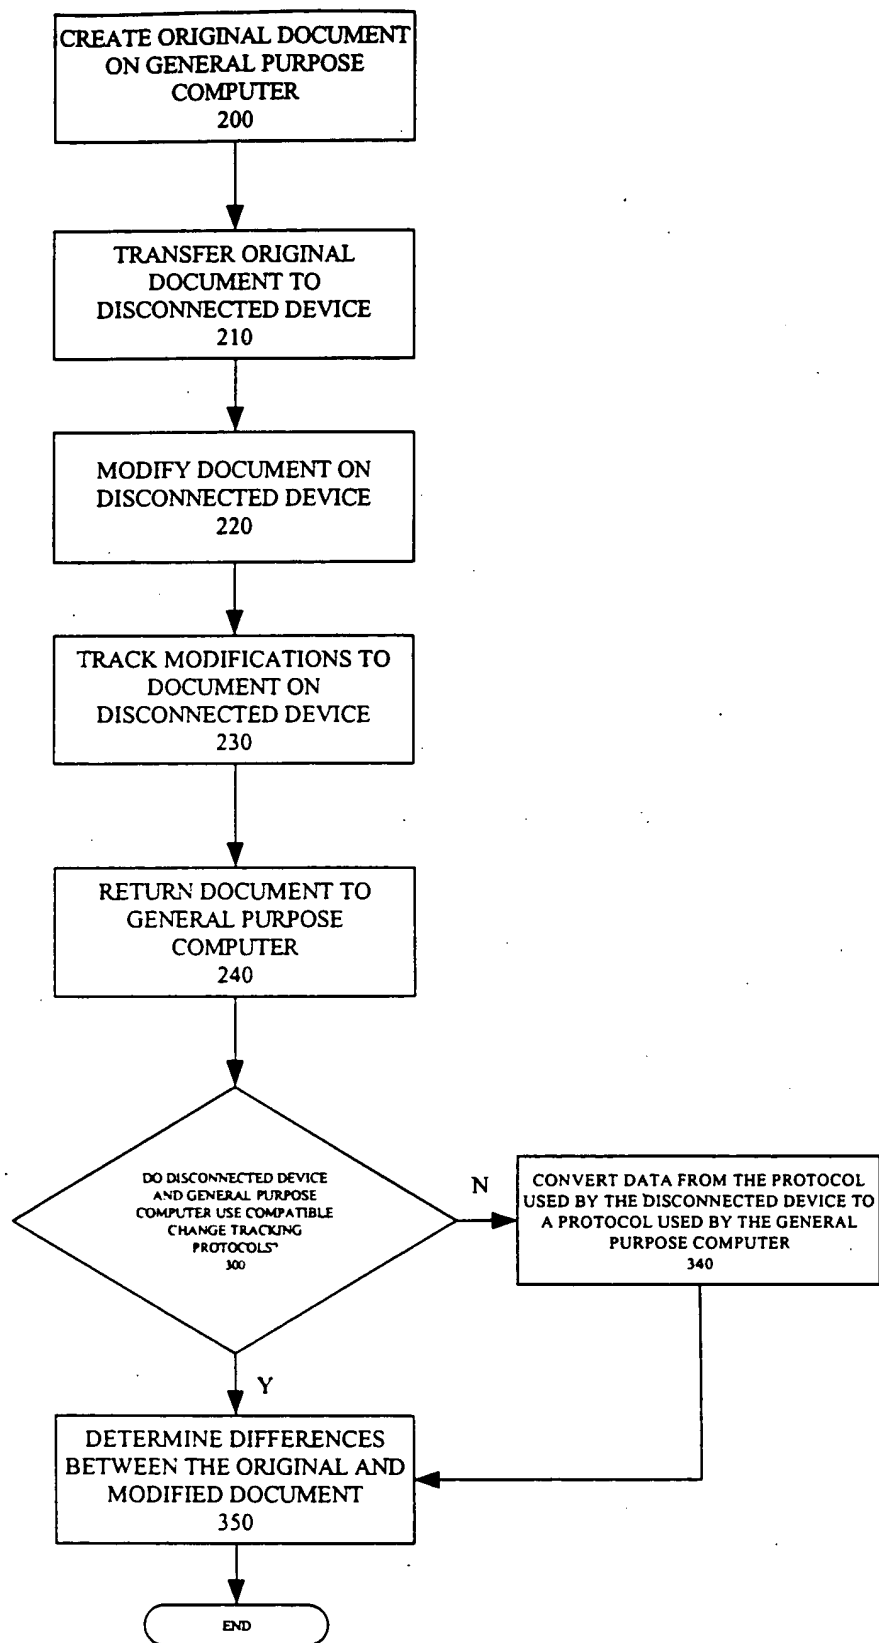 CREATE ORIGINAL DOCUMENT
ON GENERAL PURPOSE
COMPUTER
200
TRANSFER ORIGINAL
DOCUMENT TO
DISCONNECTED DEVICE
210
MODIFY DOCUMENT ON
DISCONNECTED DEVICE
220
TRACK MODIFICATIONS TO
DOCUMENT ON
DISCONNECTED DEVICE
230
RETURN DOCUMENT TO
GENERAL PURPOSE
COMPUTER
240
DO DISCONNECTED DEVICE
AND GENERAL PURPOSE
COMPUTER USE COMPATIBLE
CHANGE TRACKING
PROTOCOLS?
300
N
CONVERT DATA FROM THE PROTOCOL
USED BY THE DISCONNECTED DEVICE TO
A PROTOCOL USED BY THE GENERAL
PURPOSE COMPUTER
340
Y
DETERMINE DIFFERENCES
BETWEEN THE ORIGINAL AND
MODIFIED DOCUMENT
350
END